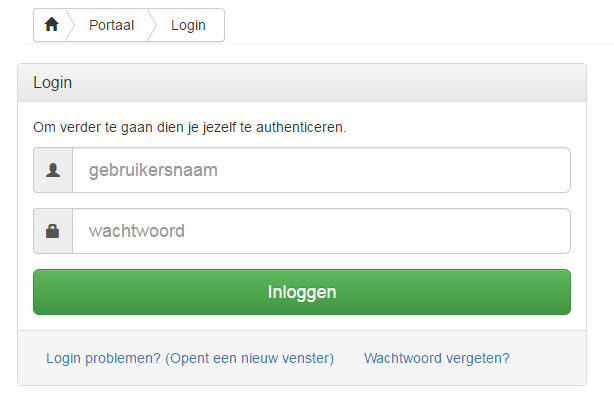 Portaal Login
Login
Om verder te gaan dien je jezelf te authenticeren.
gebruikersnaam
wachtwoord
Inloggen
Login problemen? (Opent een nieuw venster) Wachtwoord vergeten?